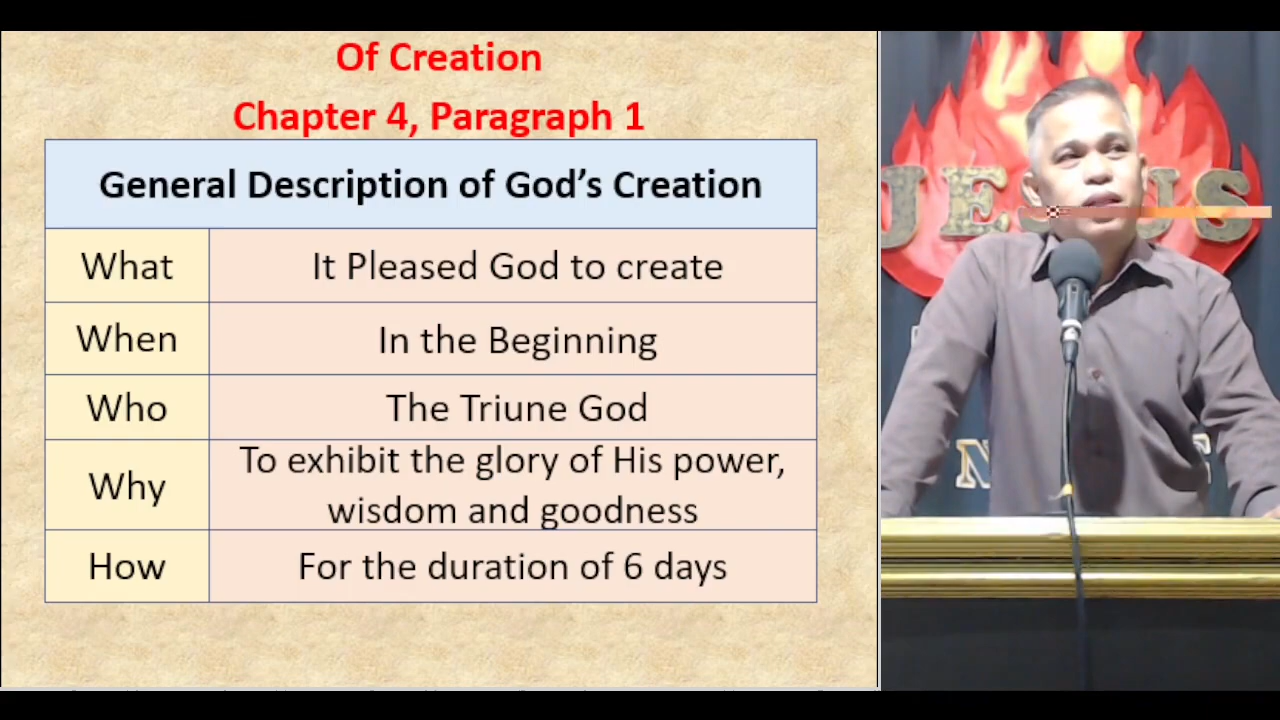 Of Creation
Chapter 4, Paragraph 1
General Description of God’s Creation
What It Pleased God to create
When In the Beginning
Who The Triune God
Why To exhibit the glory of His power,
wisdom and goodness
How For the duration of 6 days
JESUS